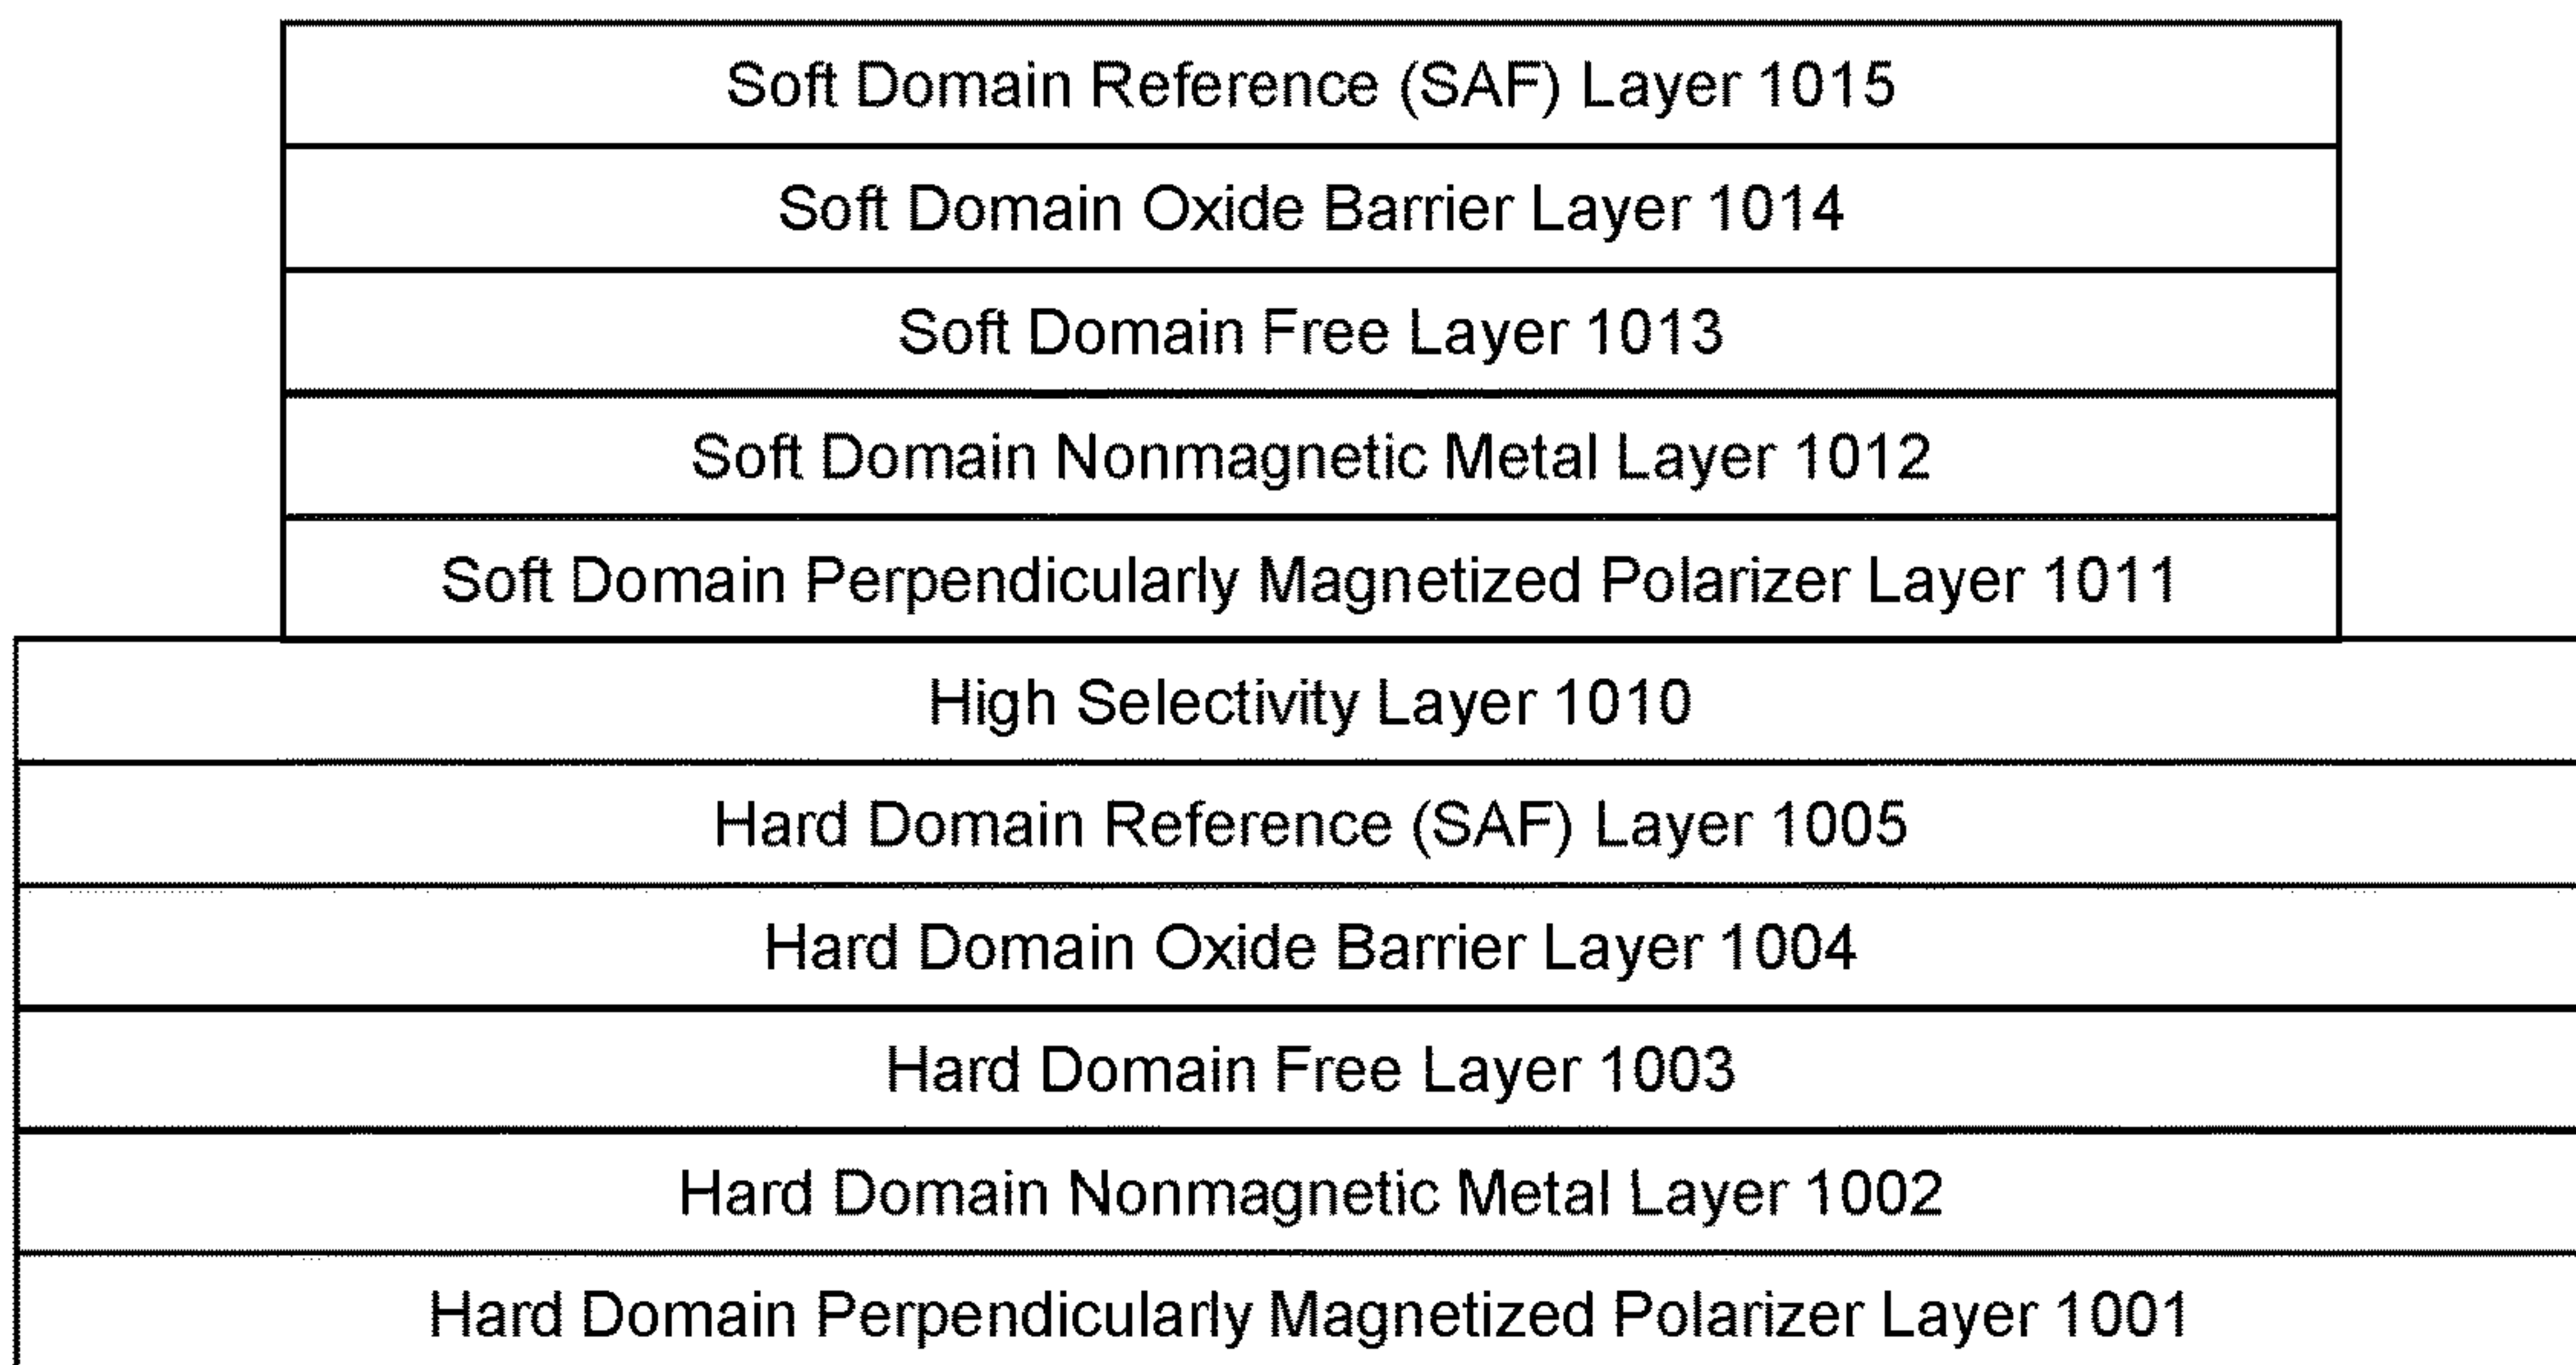 Soft Domain Reference (SAF) Layer 1015
Soft Domain Oxide Barrier Layer 1014
Soft Domain Free Layer 1013
Soft Domain Nonmagnetic Metal Layer 1012
Soft Domain Perpendicularly Magnetized Polarizer Layer 1011
High Selectivity Layer 1010
Hard Domain Reference (SAF) Layer 1005
Hard Domain Oxide Barrier Layer 1004
Hard Domain Free Layer 1003
Hard Domain Nonmagnetic Metal Layer 1002
Hard Domain Perpendicularly Magnetized Polarizer Layer 1001